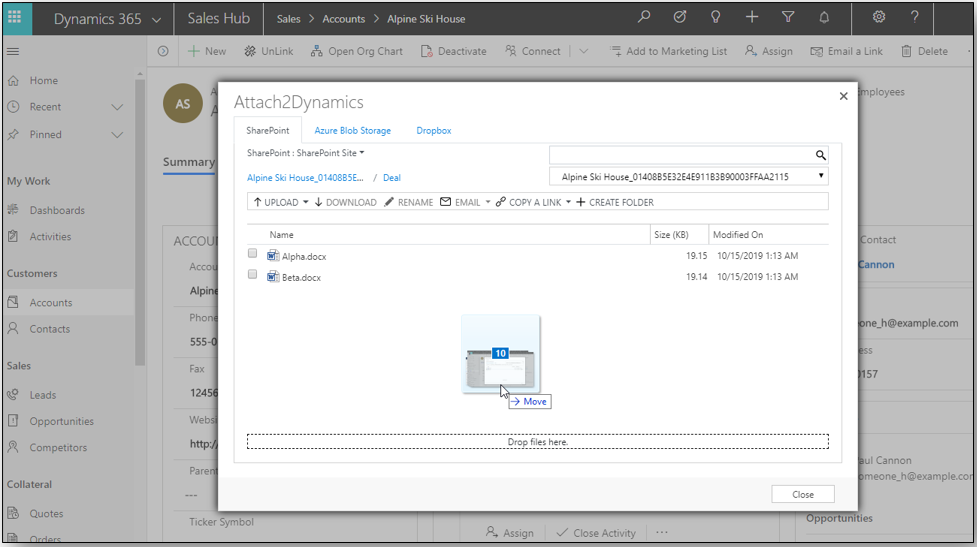 Dynamics 365 Sales Hub Sales > Accounts > Alpine Ski House
New UnLink Open Org Chart Deactivate Connect Add to Marketing List Assign Email a Link Delete
Home
Recent
Pinned
My Work
Dashboards
Activities
Customers
Accounts
Contacts
Sales
Leads
Opportunities
Competitors
Collateral
Quotes
Orders
AS
Summary
ACCOU
Accou
Alpine
Phone
555-0
Fax
12456
Websi
http:/
Parent
---
Ticker Symbol
Attach2Dynamics
SharePoint Azure Blob Storage Dropbox
SharePoint : SharePoint Site
Alpine Ski House_01408B5E... / Deal
Alpine Ski House_01408B5E32E4E911B3B90003FFAA2115
UPLOAD DOWNLOAD RENAME EMAIL COPY A LINK CREATE FOLDER
Name Size (KB) Modified On
Alpha.docx 19.15 10/15/2019 1:13 AM
Beta.docx 19.14 10/15/2019 1:13 AM
10
Move
Drop files here.
Close
Assign Close Activity ...
Employees
Contact
Cannon
eone_h@example.com
ess
0157
Paul Cannon
omeone_h@example.com
Opportunities